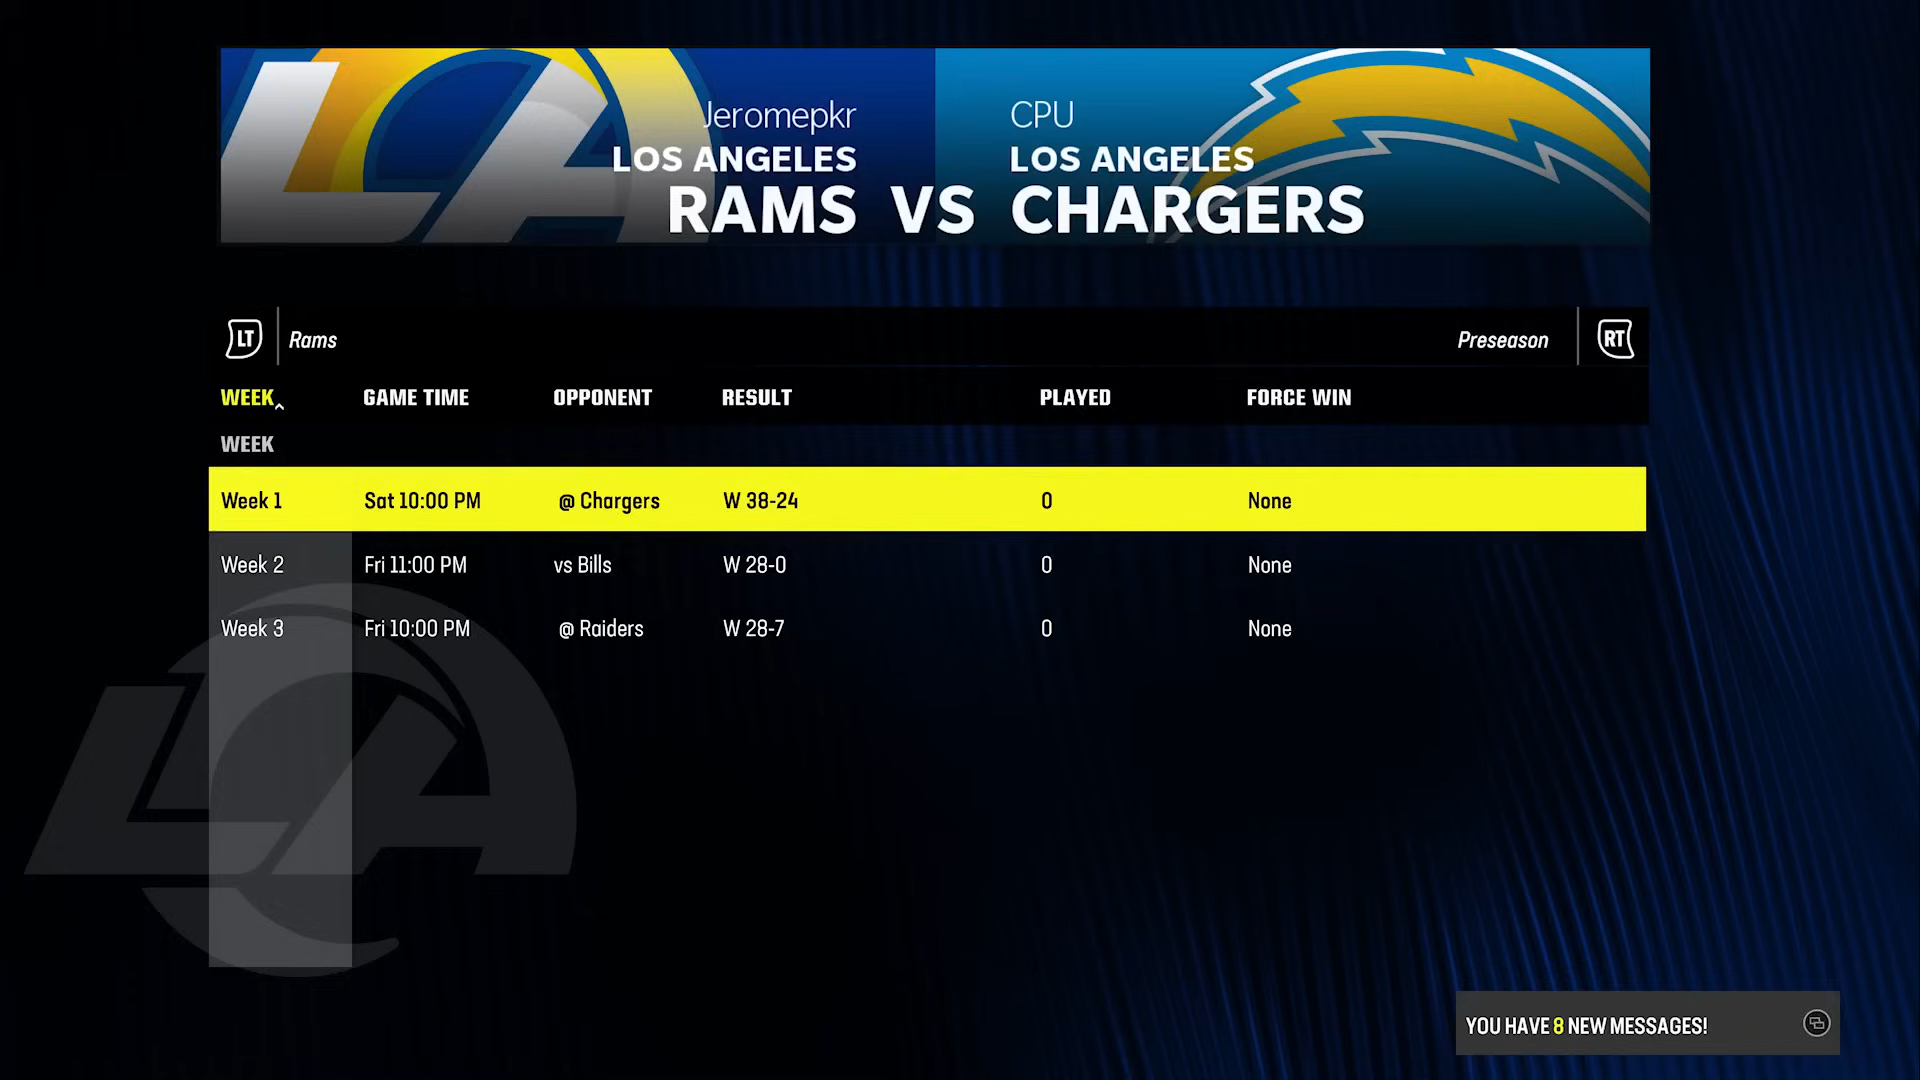 Jeromepkr
LOS ANGELES
RAMS
VS
CPU
LOS ANGELES
CHARGERS
LT Rams Preseason RT
WEEK GAME TIME OPPONENT RESULT PLAYED FORCE WIN
WEEK
Week 1 Sat 10:00 PM @ Chargers W 38-24 0 None
Week 2 Fri 11:00 PM vs Bills W 28-0 0 None
Week 3 Fri 10:00 PM @ Raiders W 28-7 0 None
YOU HAVE 8 NEW MESSAGES!